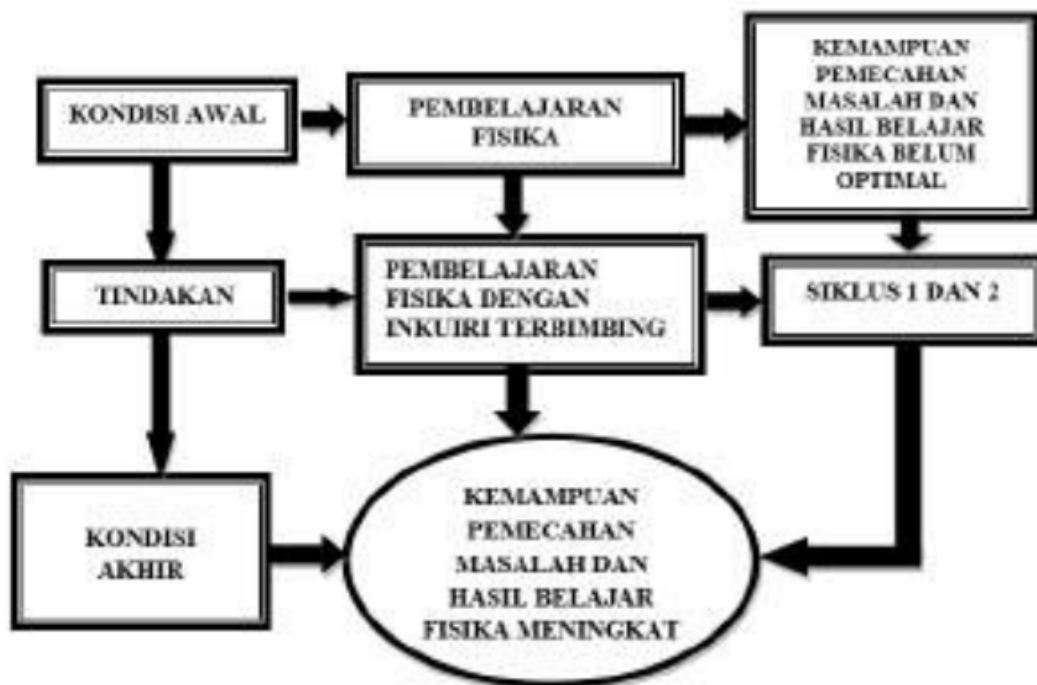 KONDISI AWAL
PEMBELAJARAN
FISIKA
KEMAMPUAN
PEMECAHAN
MASALAH DAN
HASIL BELAJAR
FISIKA BELUM
OPTIMAL
TINDAKAN
PEMBELAJARAN
FISIKA DENGAN
INKUIRI TERBIMBING
SIKLUS 1 DAN 2
KONDISI
AKHIR
KEMAMPUAN
PEMECAHAN
MASALAH DAN
HASIL BELAJAR
FISIKA MENINGKAT